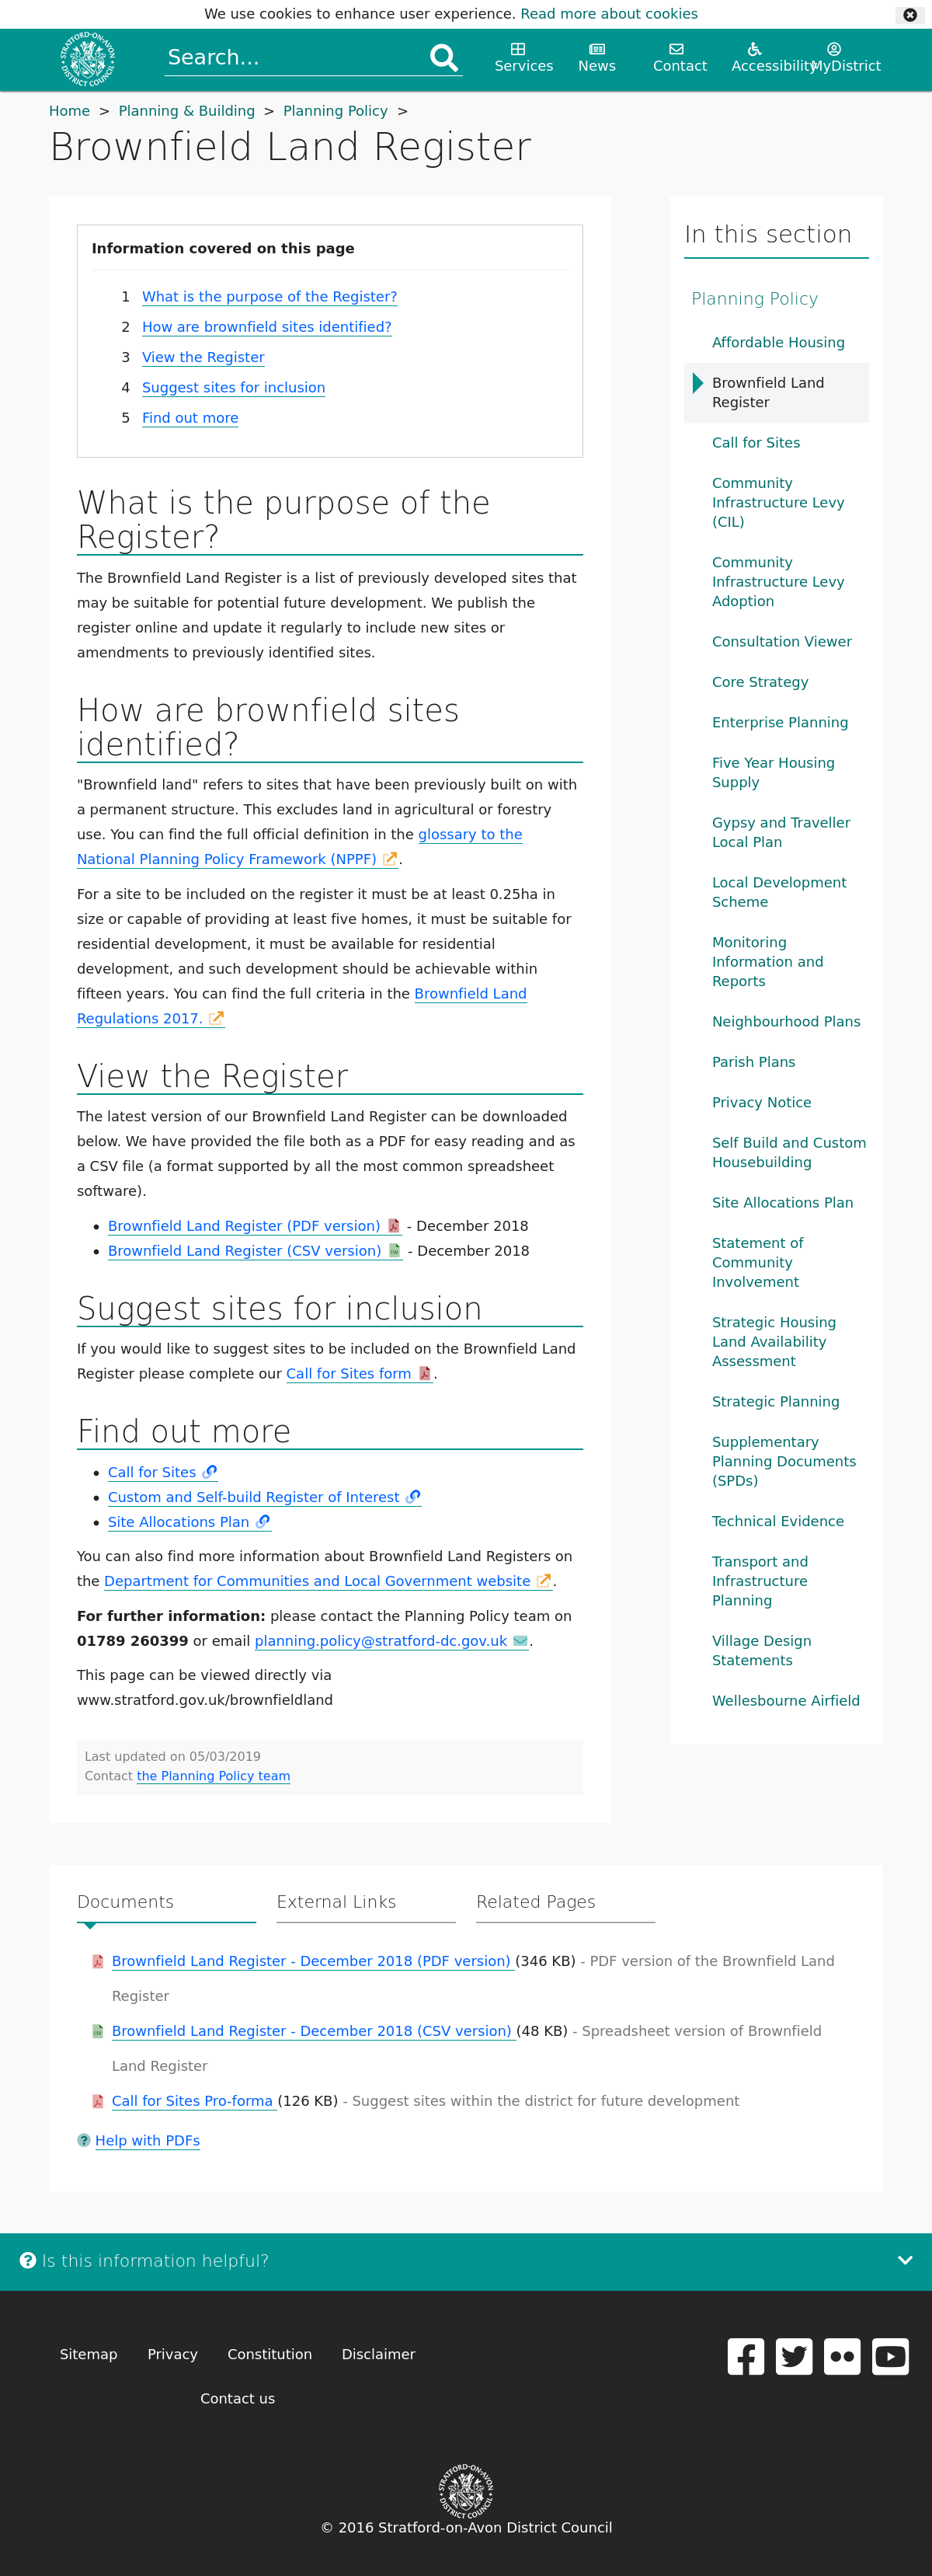 We use cookies to enhance user experience. Read more about cookies
STRATFORD-ON-AVON DISTRICT COUNCIL
Search...
Services
News
Contact
Accessibility
MyDistrict
Home > Planning & Building > Planning Policy >
Brownfield Land Register
Information covered on this page
1 What is the purpose of the Register?
2 How are brownfield sites identified?
3 View the Register
4 Suggest sites for inclusion
5 Find out more
What is the purpose of the
Register?
The Brownfield Land Register is a list of previously developed sites that
may be suitable for potential future development. We publish the
register online and update it regularly to include new sites or
amendments to previously identified sites.
How are brownfield sites
identified?
"Brownfield land" refers to sites that have been previously built on with
a permanent structure. This excludes land in agricultural or forestry
use. You can find the full official definition in the glossary to the
National Planning Policy Framework (NPPF) .
For a site to be included on the register it must be at least 0.25ha in
size or capable of providing at least five homes, it must be suitable for
residential development, it must be available for residential
development, and such development should be achievable within
fifteen years. You can find the full criteria in the Brownfield Land
Regulations 2017.
View the Register
The latest version of our Brownfield Land Register can be downloaded
below. We have provided the file both as a PDF for easy reading and as
a CSV file (a format supported by all the most common spreadsheet
software).
• Brownfield Land Register (PDF version) - December 2018
• Brownfield Land Register (CSV version) - December 2018
Suggest sites for inclusion
If you would like to suggest sites to be included on the Brownfield Land
Register please complete our Call for Sites form .
Find out more
• Call for Sites
• Custom and Self-build Register of Interest
• Site Allocations Plan
You can also find more information about Brownfield Land Registers on
the Department for Communities and Local Government website .
For further information: please contact the Planning Policy team on
01789 260399 or email planning.policy@stratford-dc.gov.uk .
This page can be viewed directly via
www.stratford.gov.uk/brownfieldland
Last updated on 05/03/2019
Contact the Planning Policy team
In this section
Planning Policy
Affordable Housing
Brownfield Land
Register
Call for Sites
Community
Infrastructure Levy
(CIL)
Community
Infrastructure Levy
Adoption
Consultation Viewer
Core Strategy
Enterprise Planning
Five Year Housing
Supply
Gypsy and Traveller
Local Plan
Local Development
Scheme
Monitoring
Information and
Reports
Neighbourhood Plans
Parish Plans
Privacy Notice
Self Build and Custom
Housebuilding
Site Allocations Plan
Statement of
Community
Involvement
Strategic Housing
Land Availability
Assessment
Strategic Planning
Supplementary
Planning Documents
(SPDs)
Technical Evidence
Transport and
Infrastructure
Planning
Village Design
Statements
Wellesbourne Airfield
Documents
External Links
Related Pages
Brownfield Land Register - December 2018 (PDF version) (346 KB) - PDF version of the Brownfield Land
Register
Brownfield Land Register - December 2018 (CSV version) (48 KB) - Spreadsheet version of Brownfield
Land Register
Call for Sites Pro-forma (126 KB) - Suggest sites within the district for future development
Help with PDFs
Is this information helpful?
Sitemap
Privacy
Constitution
Disclaimer
Contact us
STRATFORD-ON-AVON DISTRICT COUNCIL
© 2016 Stratford-on-Avon District Council